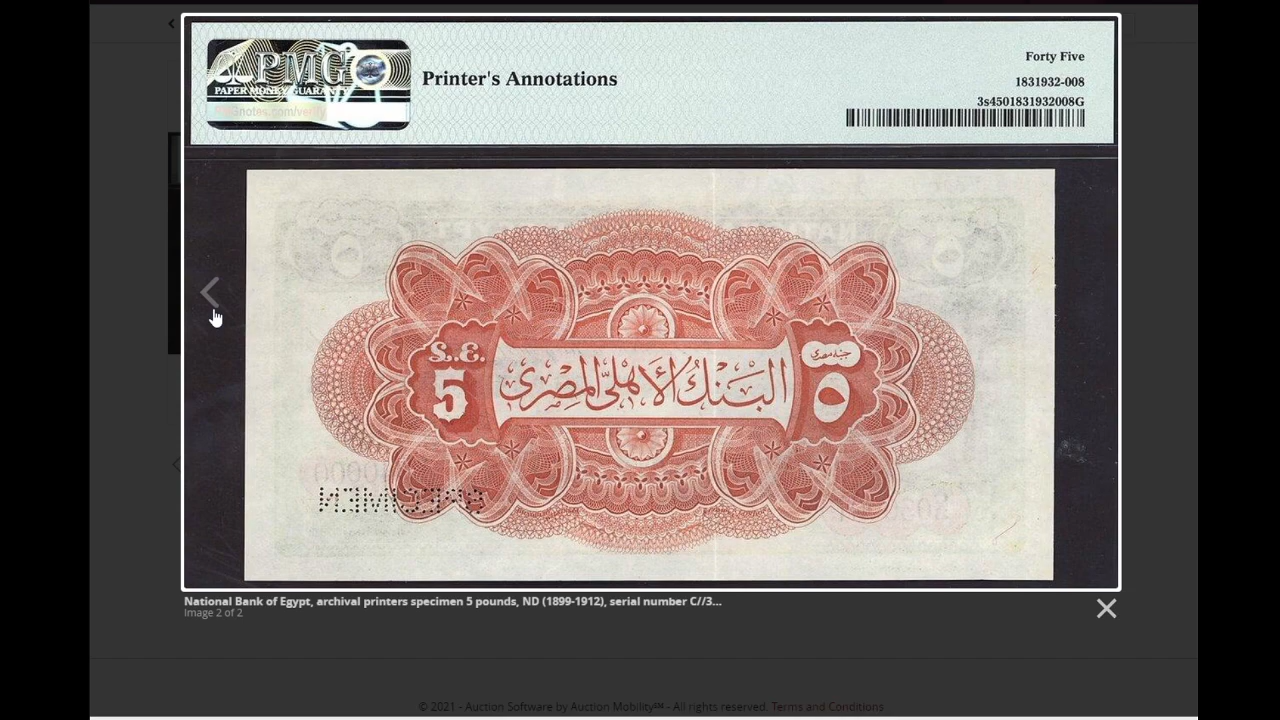 PMG
PAPER MONEY GUARANTY
Printer's Annotations
Forty Five
1831932-008
3s4501831932008G
S.E.
5
البنك الأهلي المصرى
جنيه مصرى
٥
SPECIMEN
National Bank of Egypt, archival printers specimen 5 pounds, ND (1899-1912), serial number C//3...
Image 2 of 2
© 2021 - Auction Software by Auction Mobility℠ - All rights reserved. Terms and Conditions